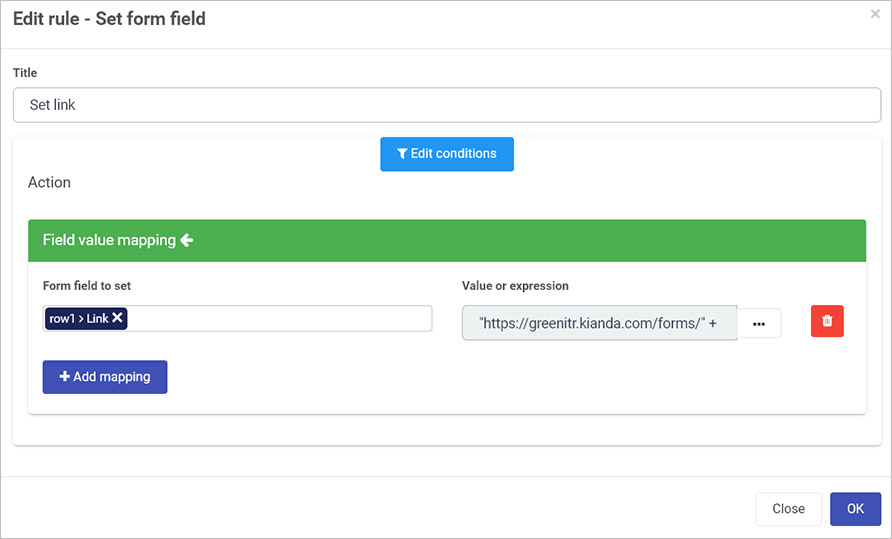 Edit rule - Set form field
×
Title
Set link
Edit conditions
Action
Field value mapping
Form field to set
Value or expression
row1 > Link ✕
"https://greenitr.kianda.com/forms/" +
...
+ Add mapping
Close
OK